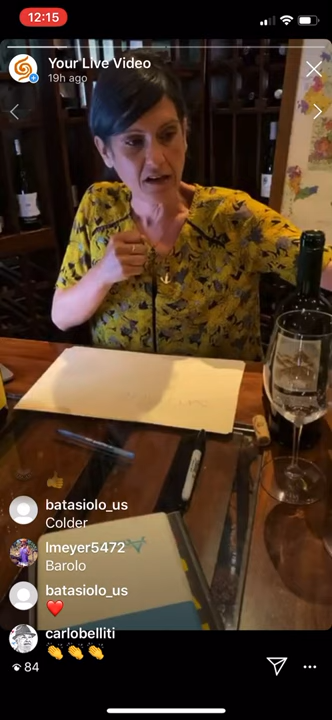 12:15
Your Live Video
19h ago
batasiolo_us
Colder
lmeyer5472
Barolo
batasiolo_us
❤️
carlobelliti
👏👏👏
84